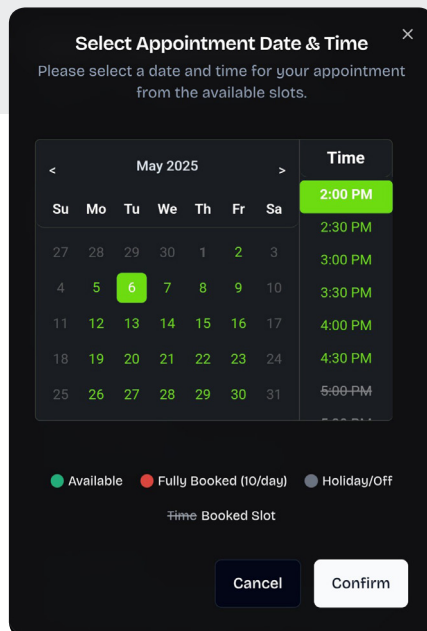 Select Appointment Date & Time
Please select a date and time for your appointment
from the available slots.
< May 2025 >
Su Mo Tu We Th Fr Sa
27 28 29 30 1 2 3
4 5 6 7 8 9 10
11 12 13 14 15 16 17
18 19 20 21 22 23 24
25 26 27 28 29 30 31
Time
2:00 PM
2:30 PM
3:00 PM
3:30 PM
4:00 PM
4:30 PM
5:00 PM
Available Fully Booked (10/day) Holiday/Off
Time Booked Slot
Cancel Confirm